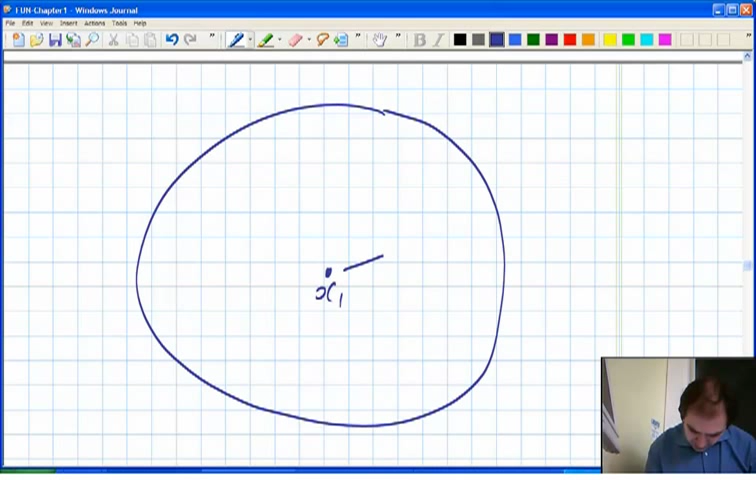 FUN-Chapter1 - Windows Journal
File Edit View Insert Actions Tools Help
B I
x1